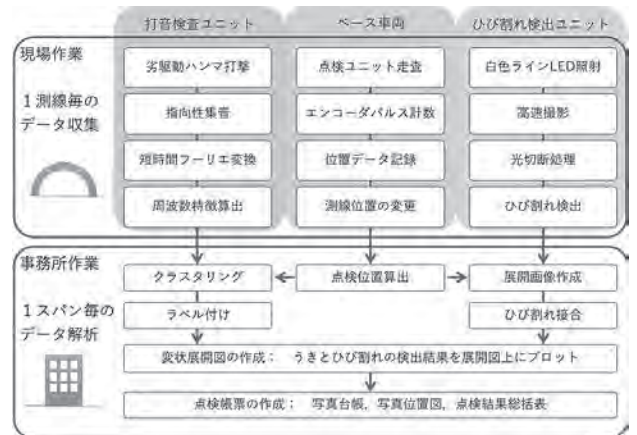 打音検査ユニット
ベース車両
ひび割れ検出ユニット
現場作業
1測線毎の
データ収集
劣駆動ハンマ打撃
点検ユニット走査
白色ラインLED照射
指向性集音
エンコーダパルス計数
高速撮影
短時間フーリエ変換
位置データ記録
光切断処理
周波数特徴算出
測線位置の変更
ひび割れ検出
事務所作業
1スパン毎の
データ解析
クラスタリング
点検位置算出
展開画像作成
ラベル付け
ひび割れ接合
変状展開図の作成： うきとひび割れの検出結果を展開図上にプロット
点検帳票の作成： 写真台帳，写真位置図，点検結果総括表